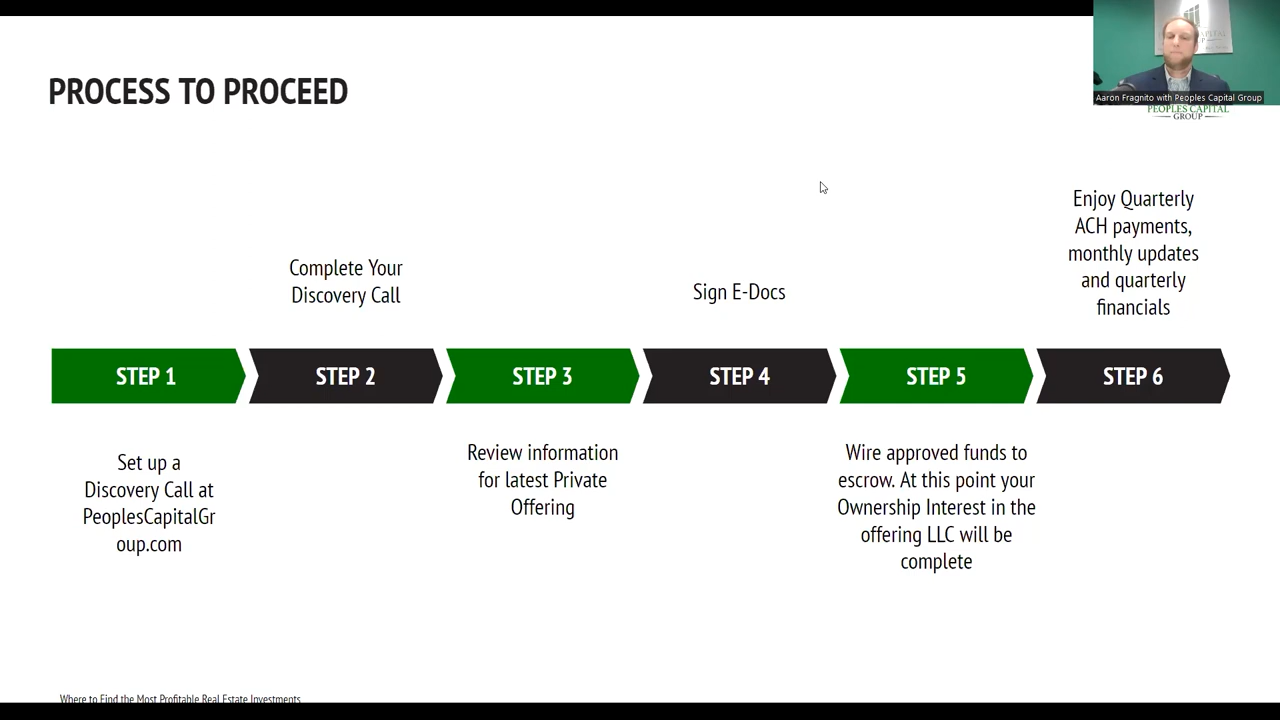 PROCESS TO PROCEED
Aaron Fragnito with Peoples Capital Group
PEOPLES CAPITAL
GROUP
Enjoy Quarterly
ACH payments,
monthly updates
and quarterly
financials
Complete Your
Discovery Call
Sign E-Docs
STEP 1
STEP 2
STEP 3
STEP 4
STEP 5
STEP 6
Set up a
Discovery Call at
PeoplesCapitalGr
oup.com
Review information
for latest Private
Offering
Wire approved funds to
escrow. At this point your
Ownership Interest in the
offering LLC will be
complete
Where to Find the Most Profitable Real Estate Investments